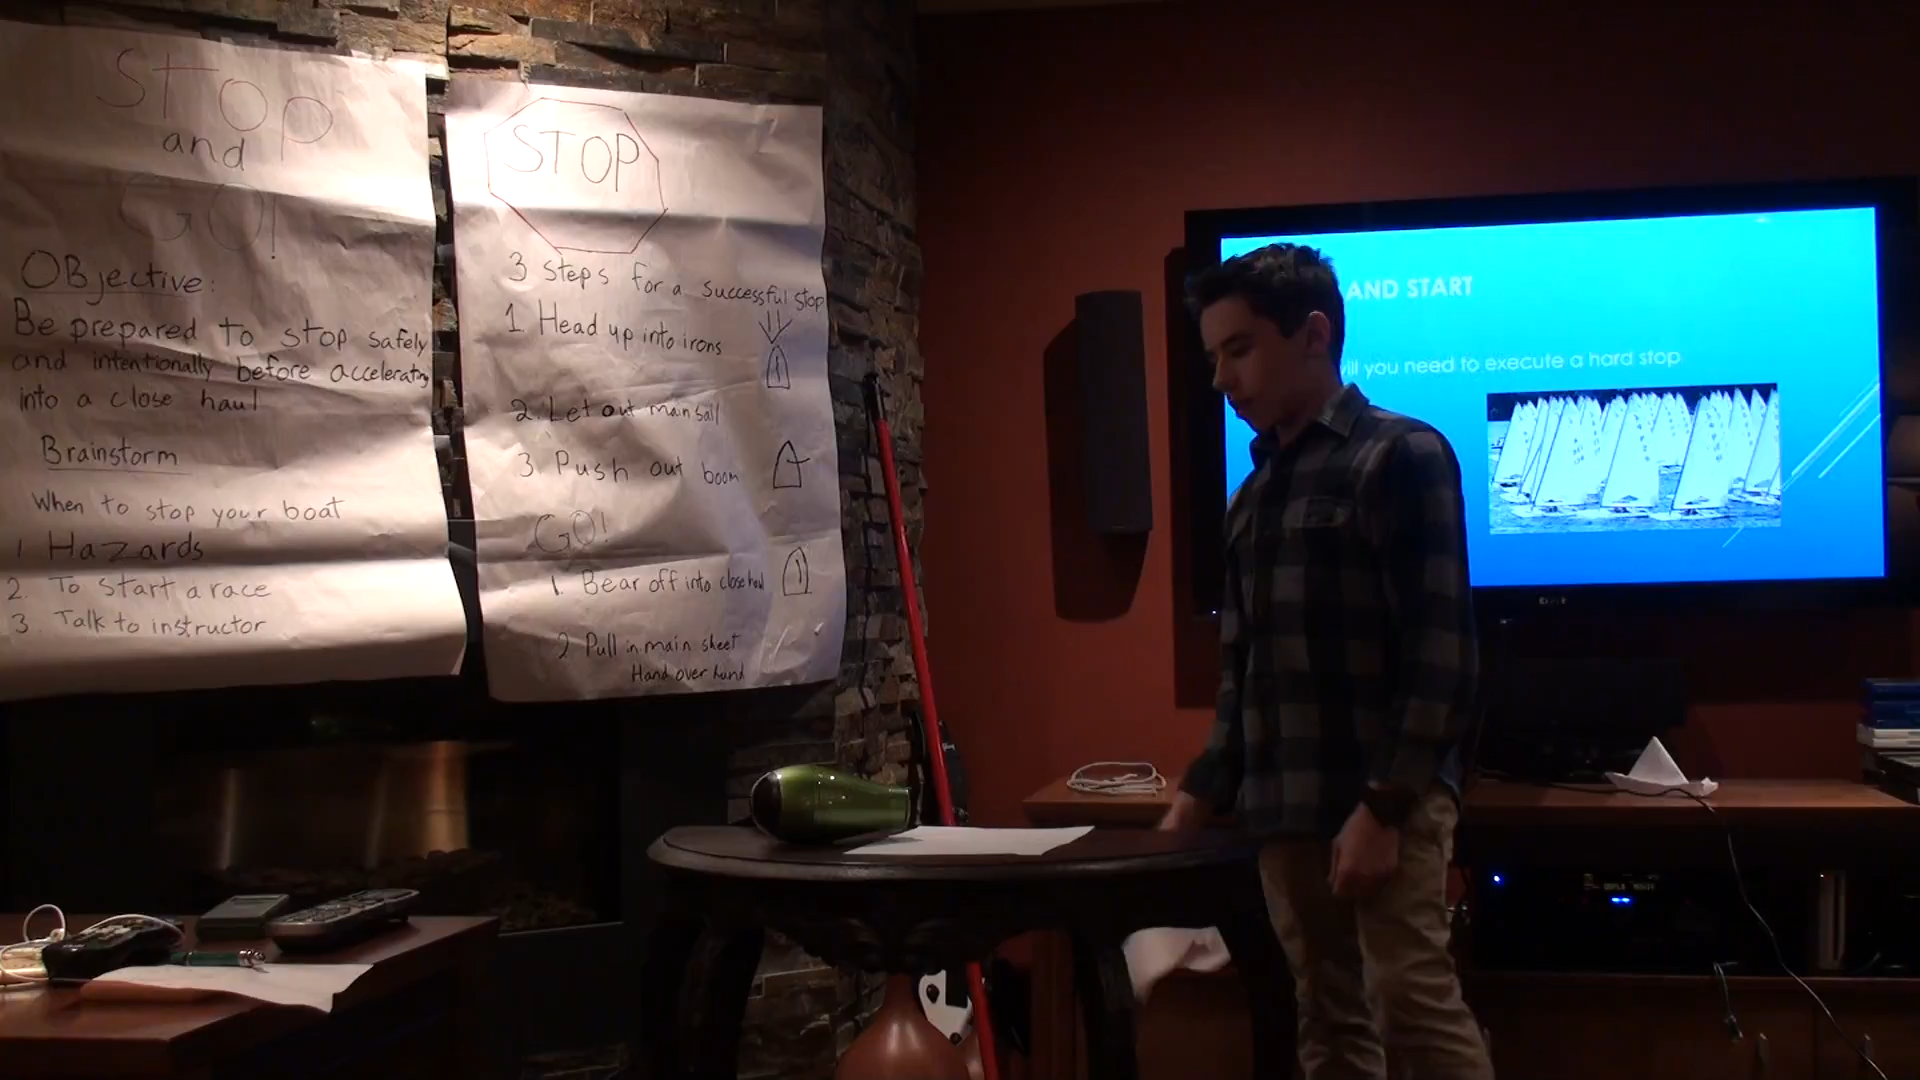 STOP
and
GO!
OBjective:
Be prepared to stop safely
and intentionally before accelerating
into a close haul
Brainstorm
When to stop your boat
1 Hazards
2. To start a race
3. Talk to instructor
STOP
3 steps for a successful stop
1. Head up into irons
2. Let out mansail
3. Push out boom
GO!
1. Bear off into close haul
2 Pull in main sheet
Hand over hand
AND START
will you need to execute a hard stop